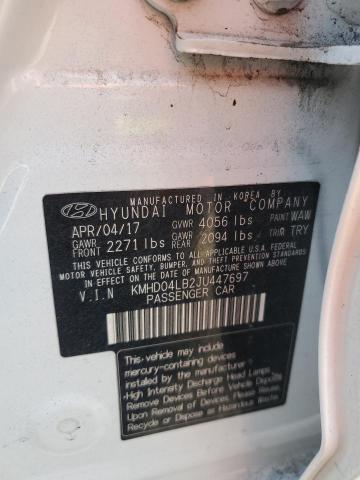 MANUFACTURED IN KOREA BY
HYUNDAI MOTOR COMPANY
APR/04/17 GVWR 4056 lbs PAINT WAW
GAWR FRONT 2271 lbs GAWR REAR 2094 lbs TRIM TRY
THIS VEHICLE CONFORMS TO ALL-APPLICABLE U.S.A. FEDERAL
MOTOR VEHICLE SAFETY, BUMPER, AND THEFT PREVENTION
STANDARDS IN EFFECT ON THE DATE OF MANUFACTURE SHOWN ABOVE.
V.I.N KMHD04LB2JU447697
PASSENGER CAR
This vehicle may include
mercury-containing devices
installed by the manufacturer:
•High Intensity Discharge Head Lamps
Remove Devices Before Vehicle Disposal
Upon Removal of Devices Please Reuse,
Recycle or Dispose as Hazardous Waste.